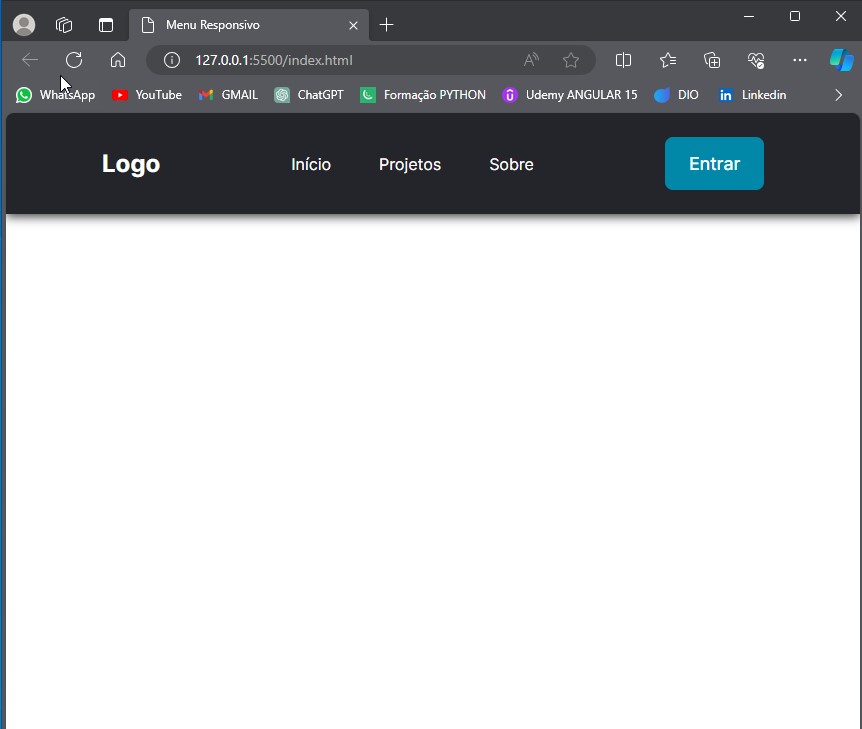 Menu Responsivo
127.0.0.1:5500/index.html
WhatsApp YouTube GMAIL ChatGPT Formação PYTHON Udemy ANGULAR 15 DIO Linkedin
Logo Início Projetos Sobre Entrar